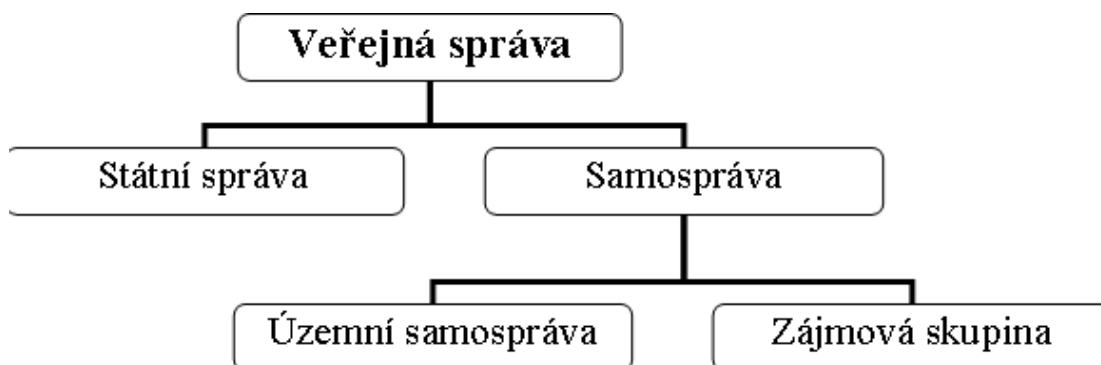 Veřejná správa
Státní správa
Samospráva
Územní samospráva
Zájmová skupina